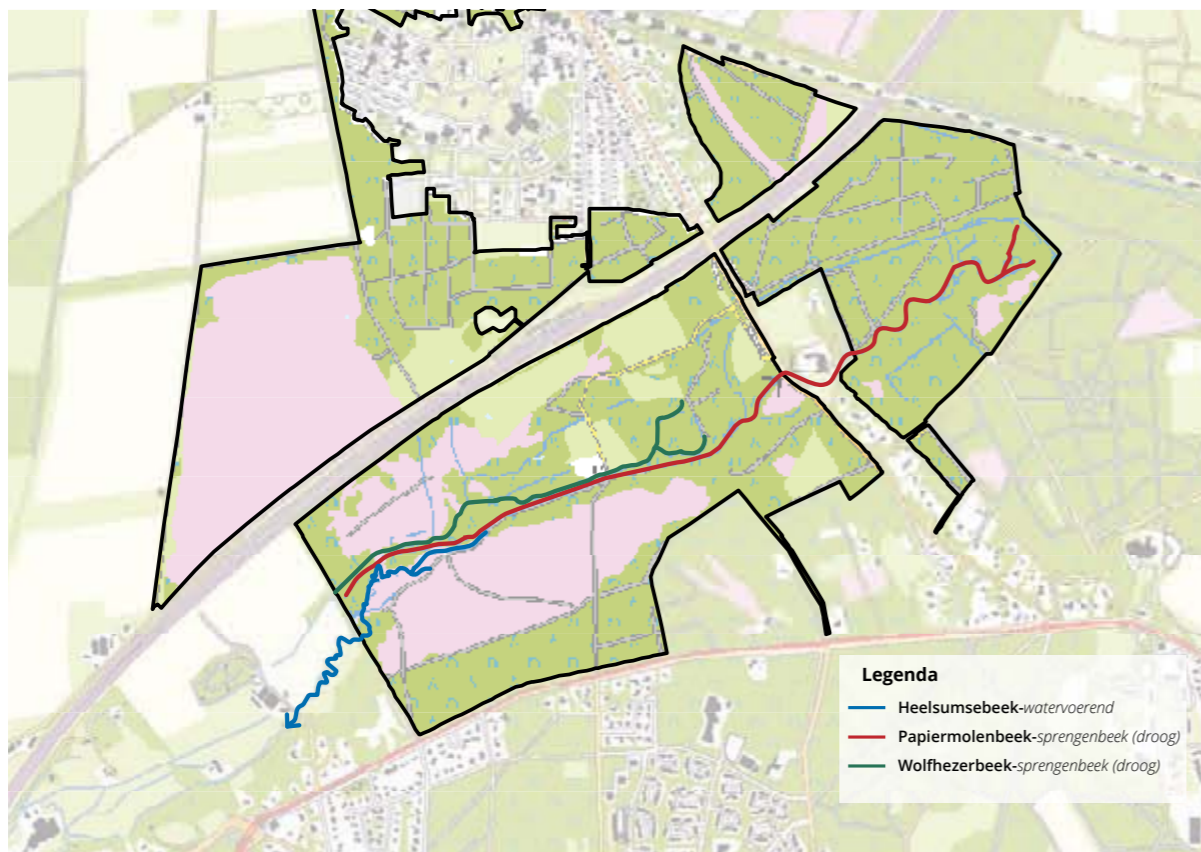 Legenda
Heelsumsebeek-watervoerend
Papiermolenbeek-sprengenbeek (droog)
Wolfhezerbeek-sprengenbeek (droog)